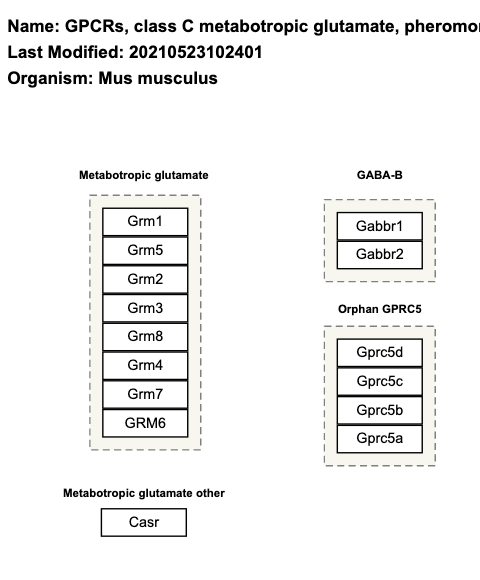 Name: GPCRs, class C metabotropic glutamate, pheromo
Last Modified: 20210523102401
Organism: Mus musculus
Metabotropic glutamate
Grm1
Grm5
Grm2
Grm3
Grm8
Grm4
Grm7
GRM6
GABA-B
Gabbr1
Gabbr2
Orphan GPRC5
Gprc5d
Gprc5c
Gprc5b
Gprc5a
Metabotropic glutamate other
Casr